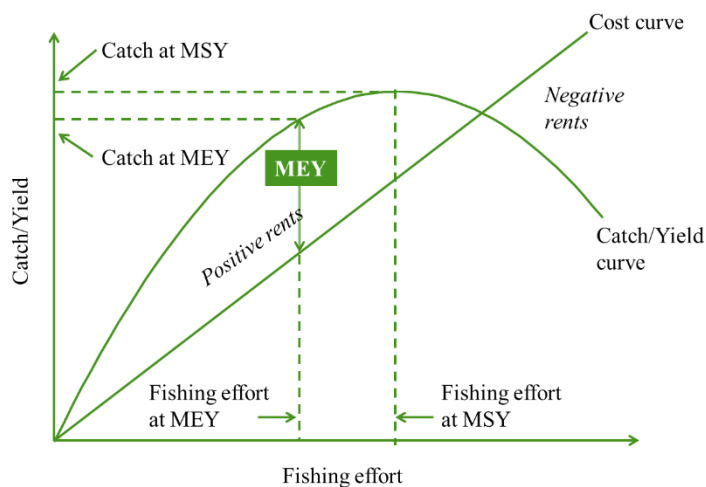 Cost curve
Catch at MSY
Negative
rents
Catch at MEY
MEY
Positive rents
Catch/Yield
curve
Catch/Yield
Fishing effort
at MEY
Fishing effort
at MSY
Fishing effort